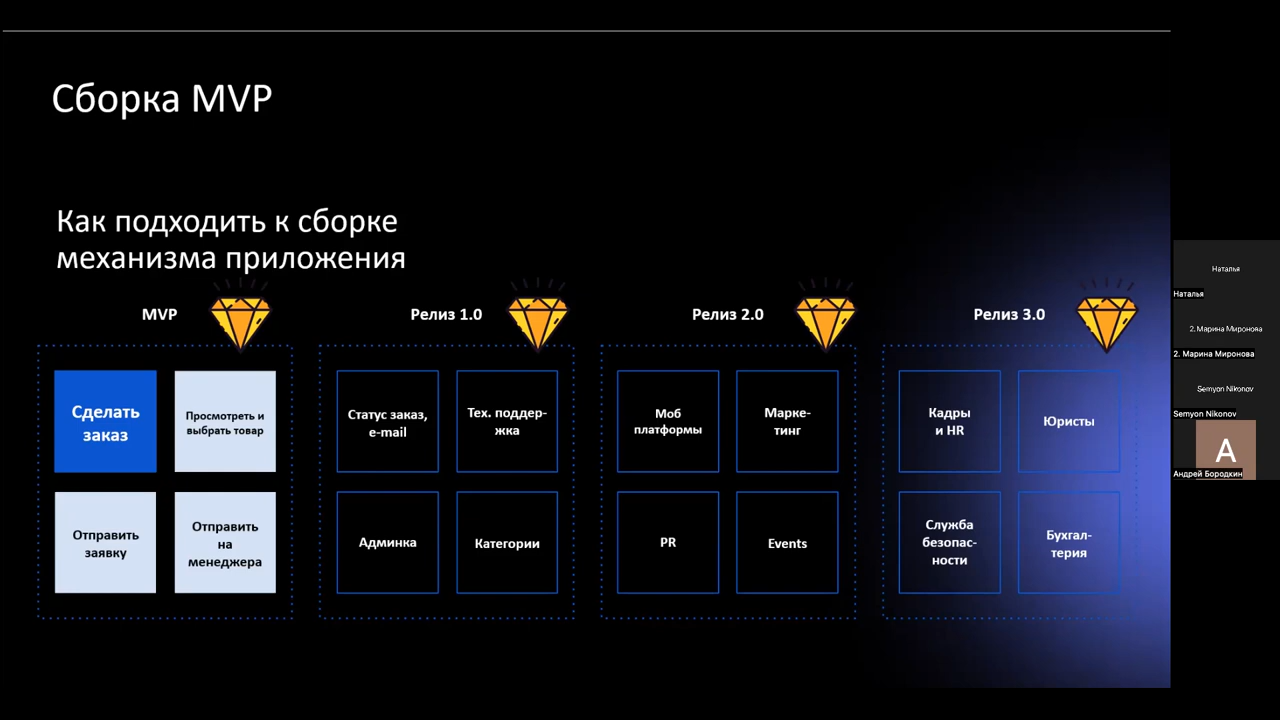 Сборка MVP
Как подходить к сборке
механизма приложения
MVP
Релиз 1.0
Релиз 2.0
Релиз 3.0
Сделать
заказ
Просмотреть и
выбрать товар
Отправить
заявку
Отправить
на
менеджера
Статус заказ,
e-mail
Тех. поддер-
жка
Админка
Категории
Моб
платформы
Марке-
тинг
PR
Events
Кадры
и HR
Юристы
Служба
безопас-
ности
Бухгал-
терия
Наталья
Наталья
2. Марина Миронова
2. Марина Миронова
Semyon Nikonov
Semyon Nikonov
А
Андрей Бородкин